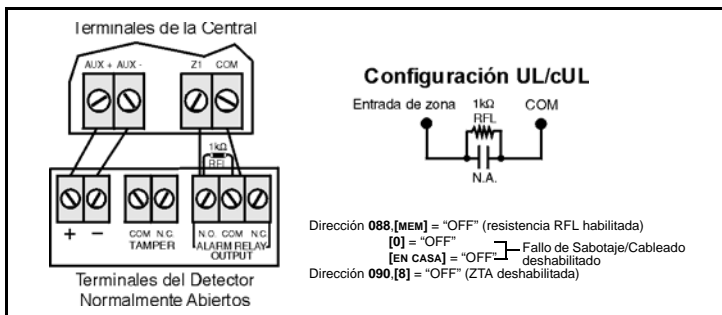 Terminales de la Central
AUX + AUX -
Z1 COM
1kΩ
RFL
+ -
COM N.C.
TAMPER
N.O. COM N.C.
ALARM RELAY
OUTPUT
Terminales del Detector
Normalmente Abiertos
Configuración UL/cUL
Entrada de zona
1kΩ
RFL
COM
N.A.
Dirección 088,[MEM] = “OFF” (resistencia RFL habilitada)
[0] = “OFF”
[EN CASA] = “OFF”
Fallo de Sabotaje/Cableado
deshabilitado
Dirección 090,[8] = “OFF” (ZTA deshabilitada)